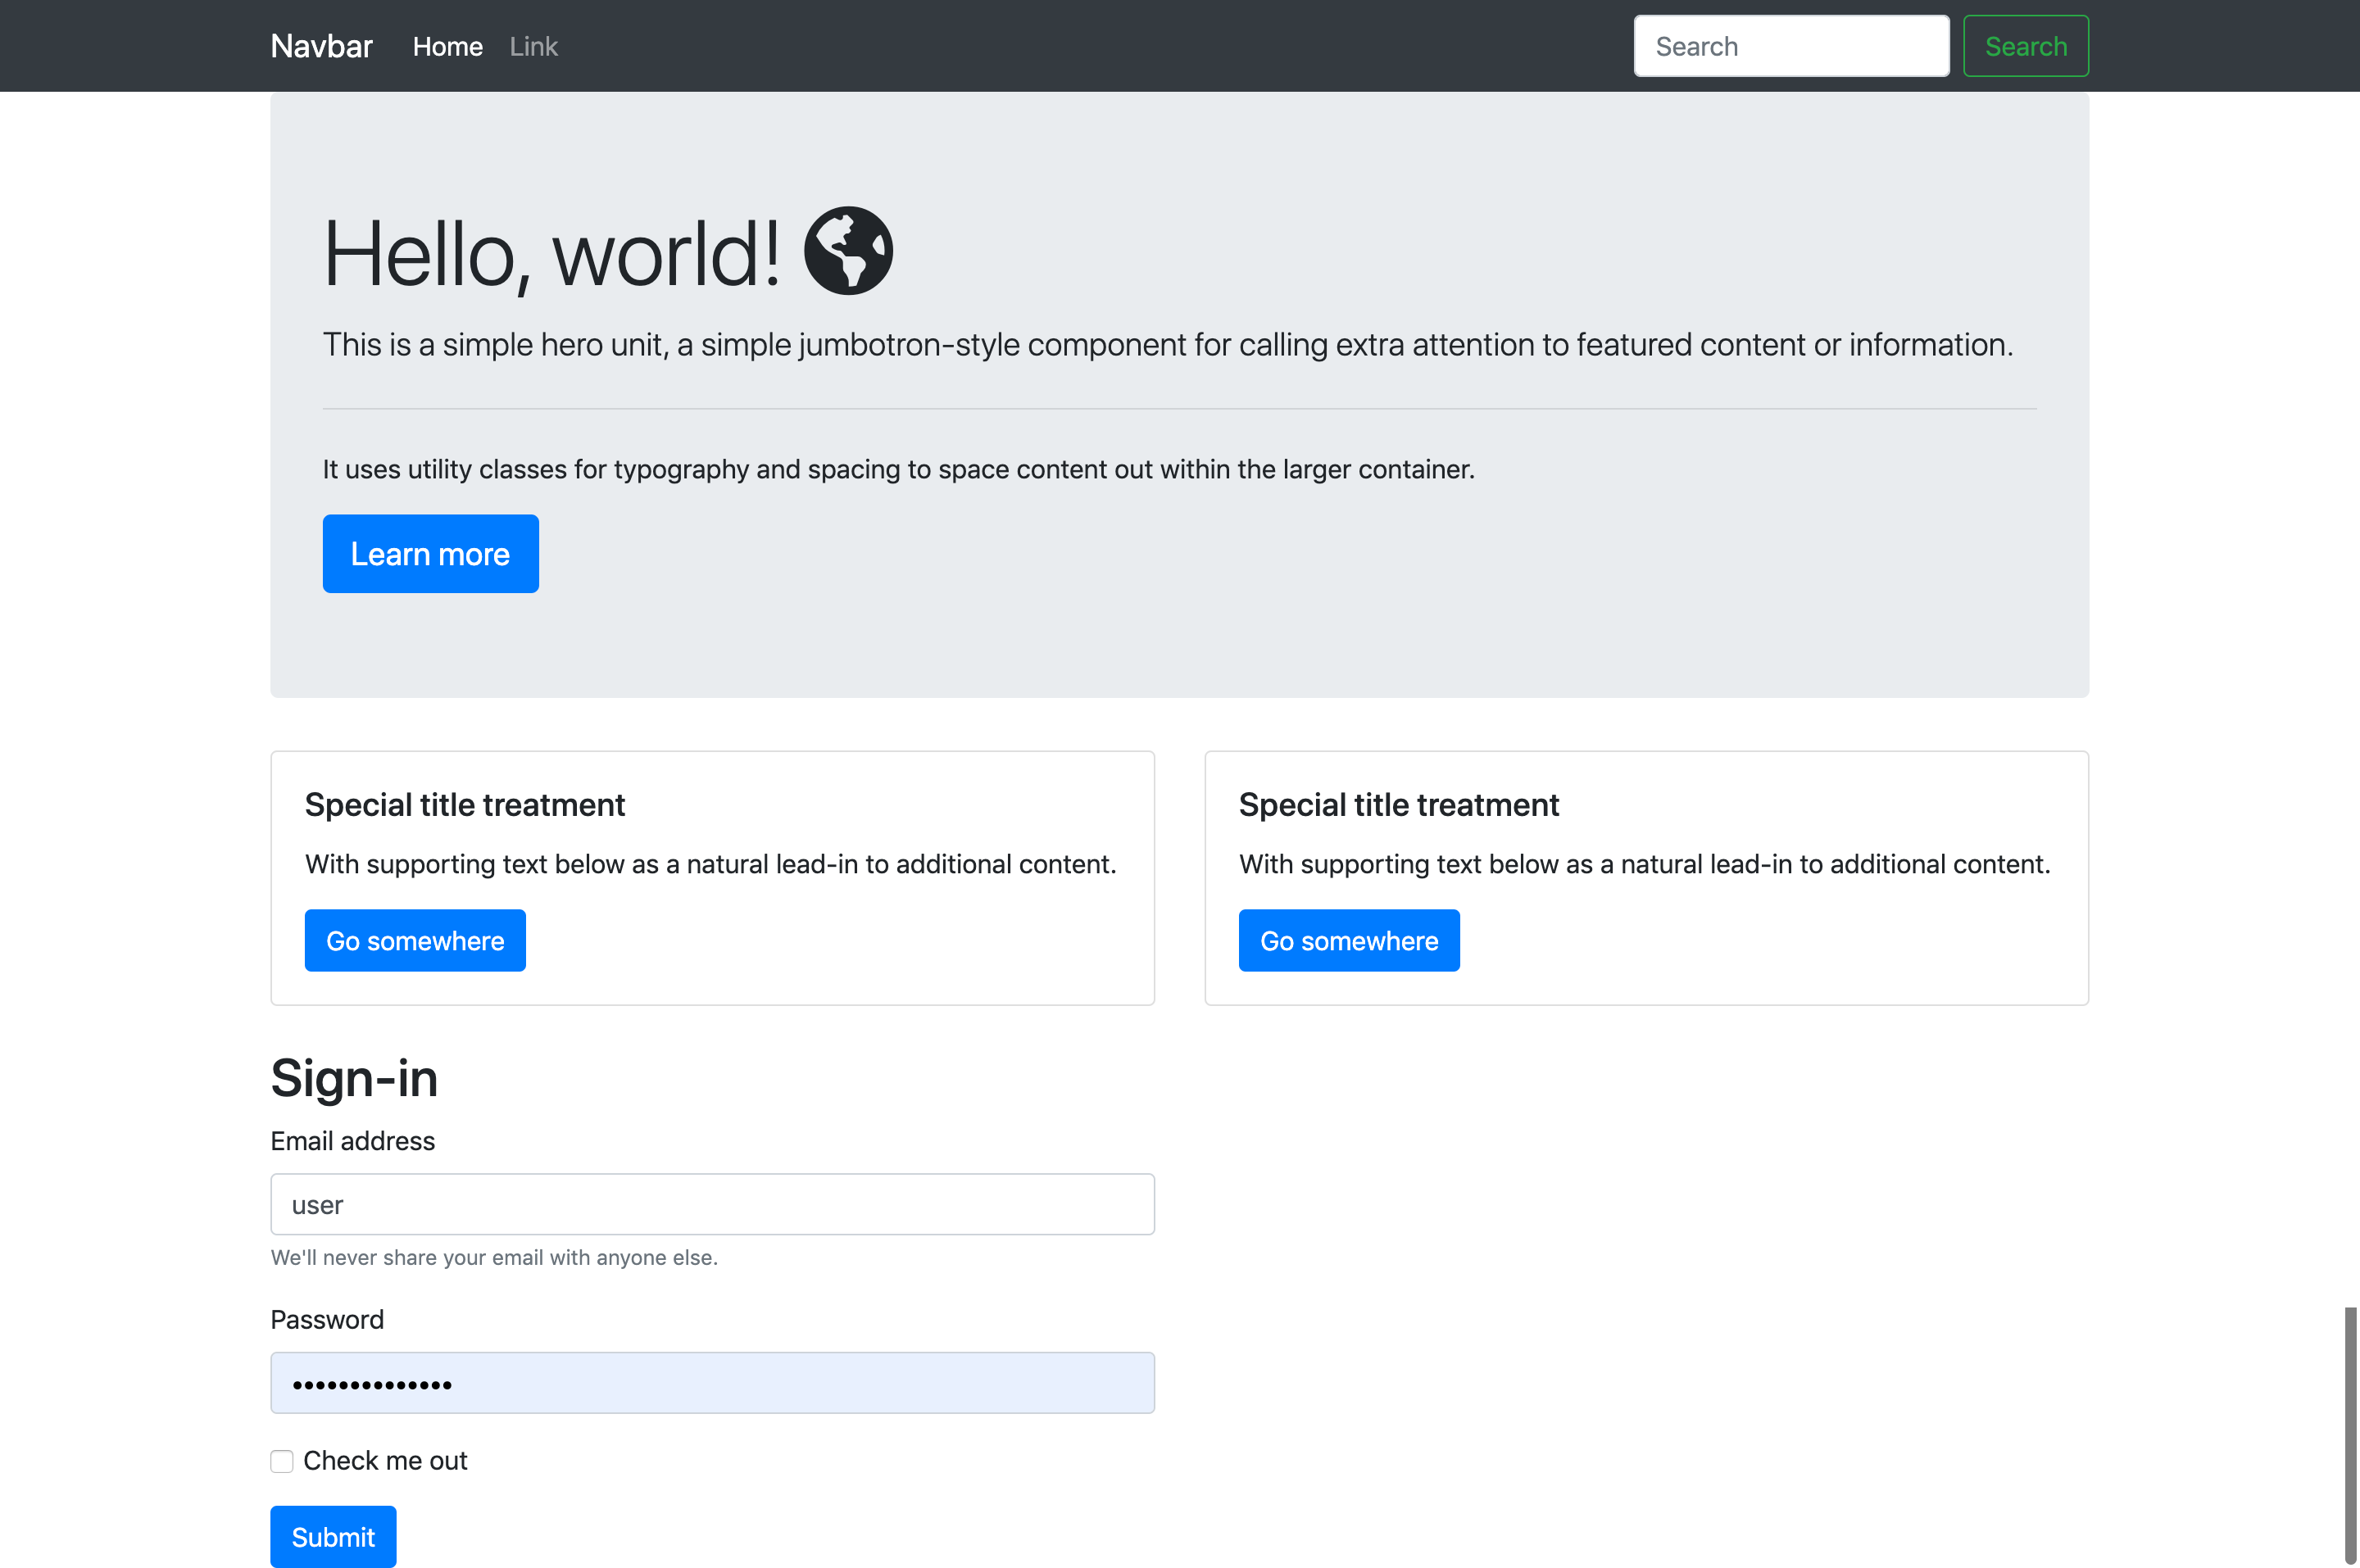 Navbar Home Link Search Search
Hello, world!
This is a simple hero unit, a simple jumbotron-style component for calling extra attention to featured content or information.
It uses utility classes for typography and spacing to space content out within the larger container.
Learn more
Special title treatment
With supporting text below as a natural lead-in to additional content.
Go somewhere
Special title treatment
With supporting text below as a natural lead-in to additional content.
Go somewhere
Sign-in
Email address
user
We'll never share your email with anyone else.
Password
••••••••••••••
Check me out
Submit